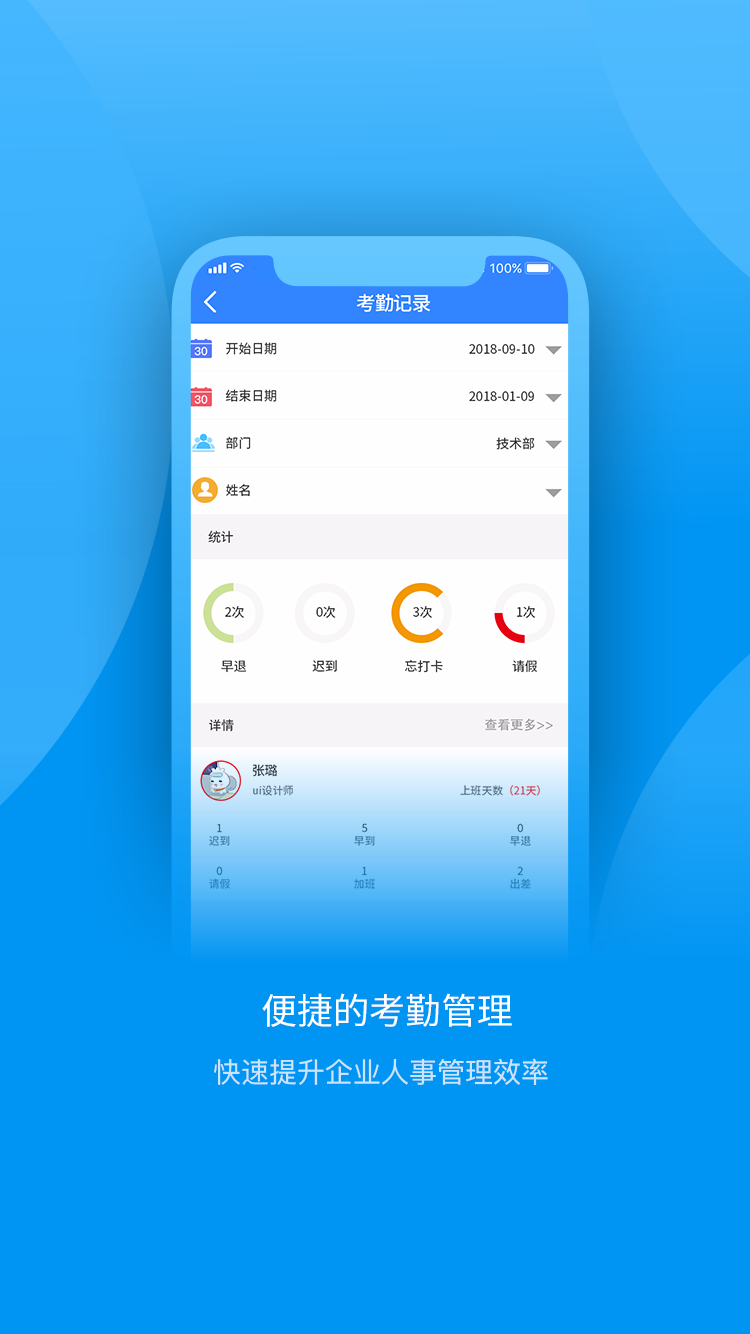 100%
考勤记录
30 开始日期 2018-09-10
30 结束日期 2018-01-09
部门 技术部
姓名
统计
2次 0次 3次 1次
早退 迟到 忘打卡 请假
详情 查看更多>>
张璐
ui设计师 上班天数（21天）
1 5 0
迟到 早到 早退
0 1 2
请假 加班 出差
便捷的考勤管理
快速提升企业人事管理效率